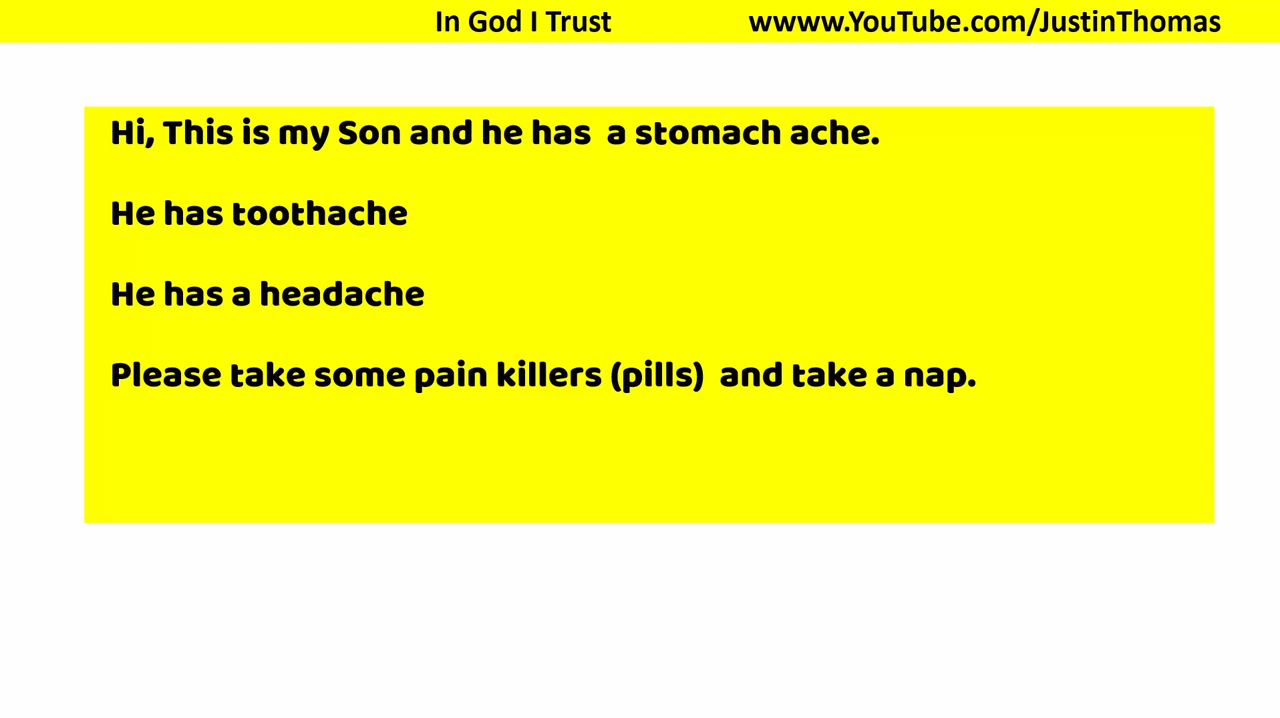 In God I Trust wwww.YouTube.com/JustinThomas
Hi, This is my Son and he has  a stomach ache.
He has toothache
He has a headache
Please take some pain killers (pills)  and take a nap.